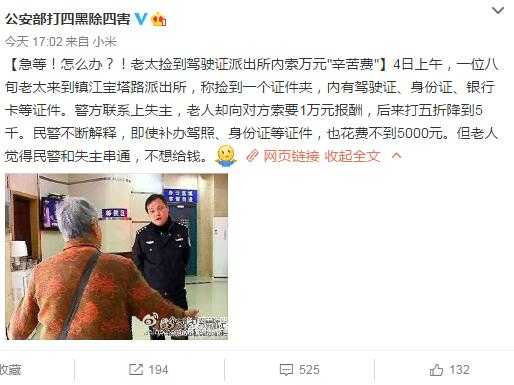 公安部打四黑除四害
今天 17:02 来自 小米
【急等！怎么办？！老太捡到驾驶证派出所内索万元"辛苦费"】4日上午，一位八
旬老太来到镇江宝塔路派出所，称捡到一个证件夹，内有驾驶证、身份证、银行
卡等证件。警方联系上失主，老人却向对方索要1万元报酬，后来打五折降到5
千。民警不断解释，即使补办驾照、身份证等证件，也花费不到5000元。但老人
觉得民警和失主串通，不想给钱。 网页链接 收起全文
办公区域
等候区
收藏
194
525
132